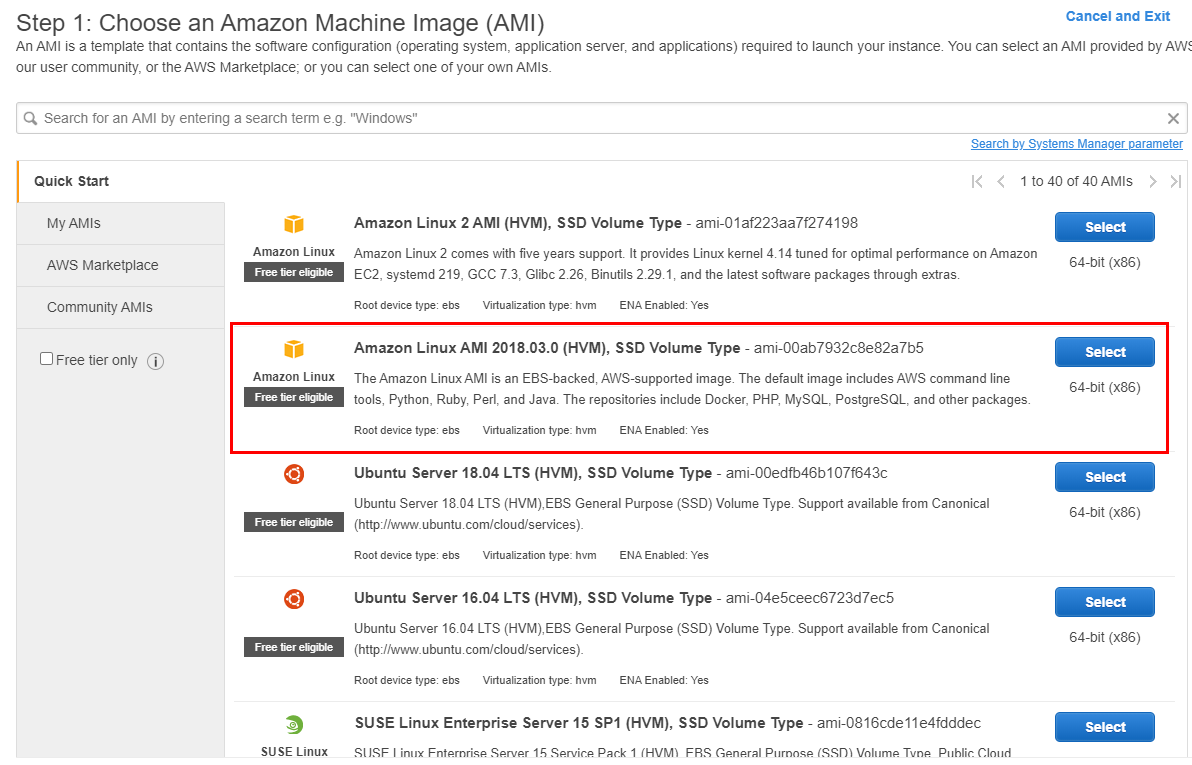 Step 1: Choose an Amazon Machine Image (AMI)
Cancel and Exit
An AMI is a template that contains the software configuration (operating system, application server, and applications) required to launch your instance. You can select an AMI provided by AWS
our user community, or the AWS Marketplace; or you can select one of your own AMIs.
Search for an AMI by entering a search term e.g. "Windows"
Search by Systems Manager parameter
Quick Start
1 to 40 of 40 AMIs
My AMIs
AWS Marketplace
Community AMIs
Free tier only
Amazon Linux
Free tier eligible
Amazon Linux 2 AMI (HVM), SSD Volume Type - ami-01af223aa7f274198
Amazon Linux 2 comes with five years support. It provides Linux kernel 4.14 tuned for optimal performance on Amazon
EC2, systemd 219, GCC 7.3, Glibc 2.26, Binutils 2.29.1, and the latest software packages through extras.
Root device type: ebs Virtualization type: hvm ENA Enabled: Yes
Select
64-bit (x86)
Amazon Linux
Free tier eligible
Amazon Linux AMI 2018.03.0 (HVM), SSD Volume Type - ami-00ab7932c8e82a7b5
The Amazon Linux AMI is an EBS-backed, AWS-supported image. The default image includes AWS command line
tools, Python, Ruby, Perl, and Java. The repositories include Docker, PHP, MySQL, PostgreSQL, and other packages.
Root device type: ebs Virtualization type: hvm ENA Enabled: Yes
Select
64-bit (x86)
Free tier eligible
Ubuntu Server 18.04 LTS (HVM), SSD Volume Type - ami-00edfb46b107f643c
Ubuntu Server 18.04 LTS (HVM),EBS General Purpose (SSD) Volume Type. Support available from Canonical
(http://www.ubuntu.com/cloud/services).
Root device type: ebs Virtualization type: hvm ENA Enabled: Yes
Select
64-bit (x86)
Free tier eligible
Ubuntu Server 16.04 LTS (HVM), SSD Volume Type - ami-04e5ceec6723d7ec5
Ubuntu Server 16.04 LTS (HVM),EBS General Purpose (SSD) Volume Type. Support available from Canonical
(http://www.ubuntu.com/cloud/services).
Root device type: ebs Virtualization type: hvm ENA Enabled: Yes
Select
64-bit (x86)
SUSE Linux
SUSE Linux Enterprise Server 15 SP1 (HVM), SSD Volume Type - ami-0816cde11e4fdddec
SUSE Linux Enterprise Server 15 Service Pack 1 (HVM), EBS General Purpose (SSD) Volume Type. Public Cloud
Select